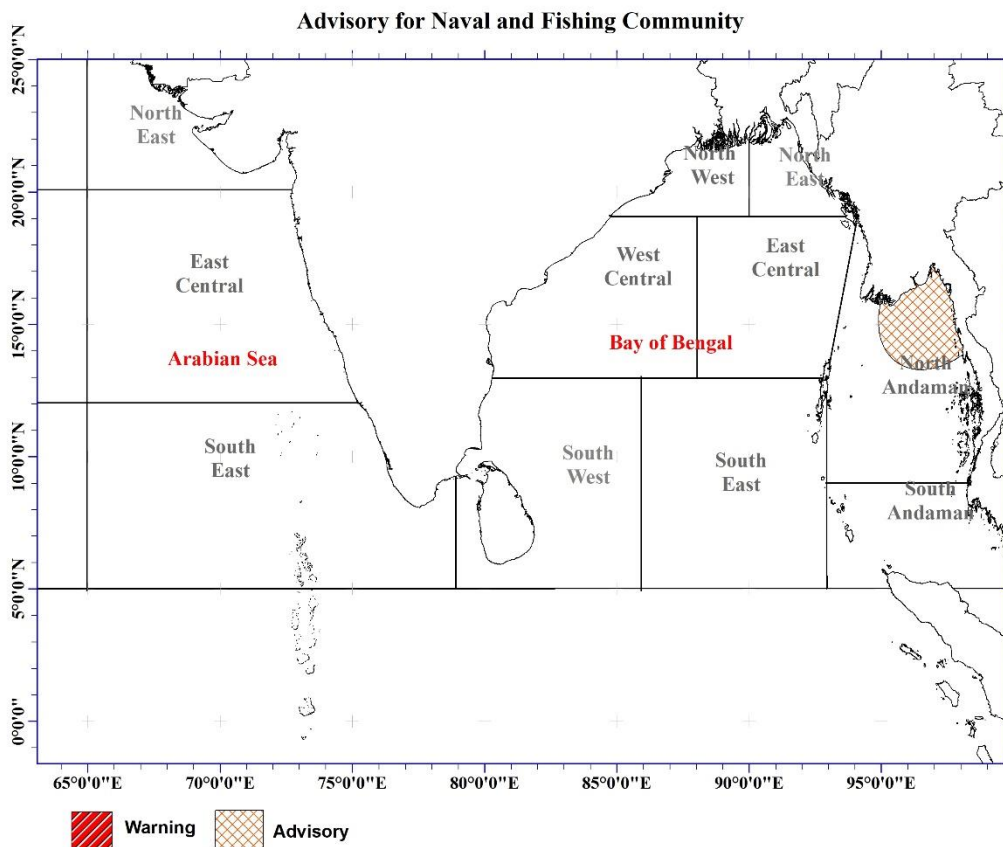 Advisory for Naval and Fishing Community
25°0'0"N
North
East
North
West
North
East
20°0'0"N
East
Central
West
Central
East
Central
15°0'0"N
Arabian Sea
Bay of Bengal
North
Andaman
10°0'0"N
South
East
South
West
South
East
South
Andaman
5°0'0"N
0°0'0"
65°0'0"E 70°0'0"E 75°0'0"E 80°0'0"E 85°0'0"E 90°0'0"E 95°0'0"E
Warning Advisory